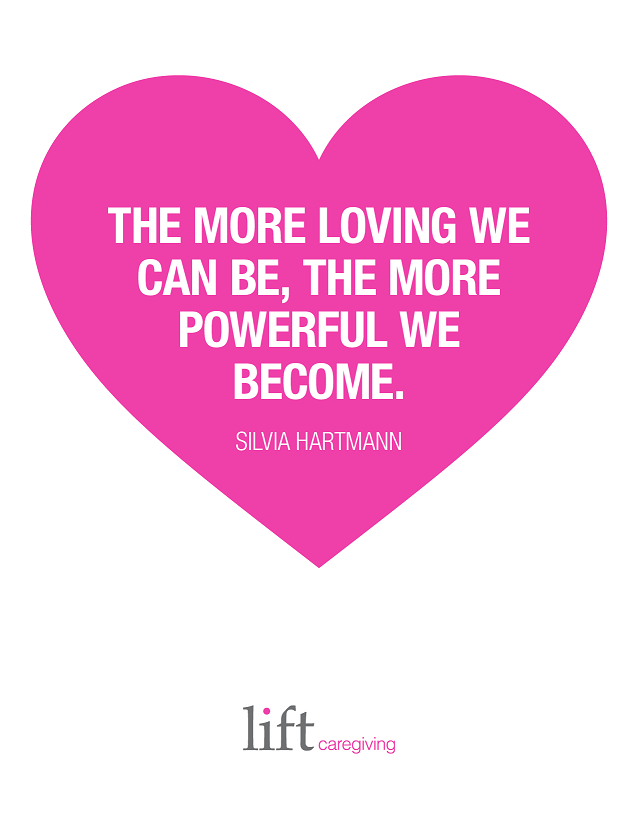 THE MORE LOVING WE
CAN BE, THE MORE
POWERFUL WE
BECOME.
SILVIA HARTMANN
lift caregiving